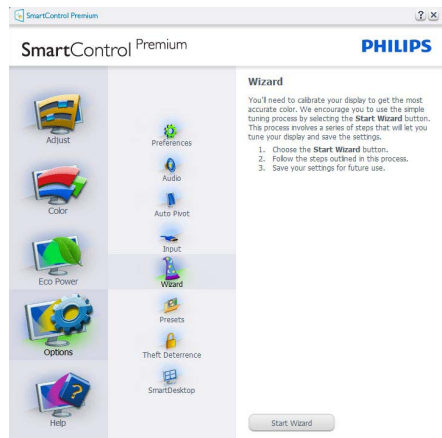 SmartControl Premium
SmartControl Premium
PHILIPS
Adjust
Color
Eco Power
Options
Help
Preferences
Audio
Auto Pivot
Input
Wizard
Presets
Theft Deterrence
SmartDesktop
Wizard
You'll need to calibrate your display to get the most
accurate color. We encourage you to use the simple
tuning process by selecting the Start Wizard button.
This process involves a series of steps that will let you
tune your display and save the settings.
1. Choose the Start Wizard button.
2. Follow the steps outlined in this process.
3. Save your settings for future use.
Start Wizard